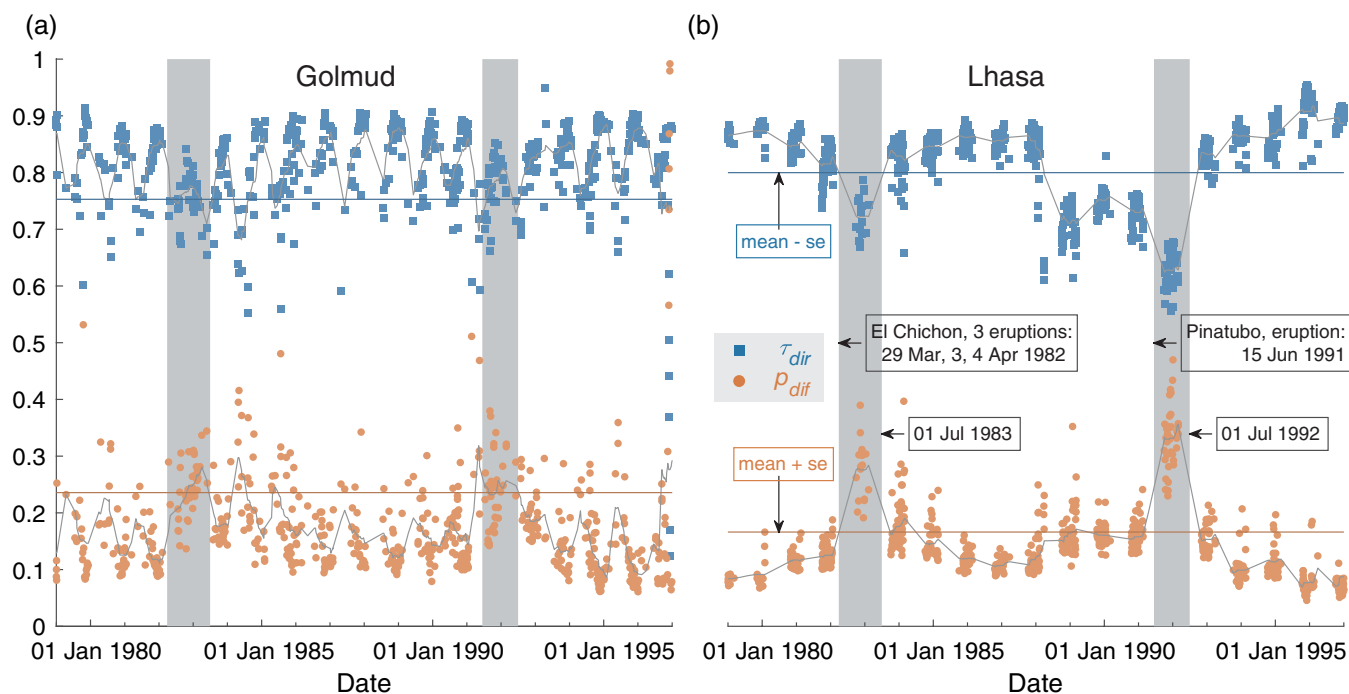 (a)
(b)
Golmud
Lhasa
1
0.9
0.8
0.7
0.6
0.5
0.4
0.3
0.2
0.1
0
mean - se
El Chichon, 3 eruptions:
29 Mar, 3, 4 Apr 1982
Pinatubo, eruption:
15 Jun 1991
τdir
pdif
01 Jul 1983
01 Jul 1992
mean + se
01 Jan 1980
01 Jan 1985
01 Jan 1990
01 Jan 1995
01 Jan 1980
01 Jan 1985
01 Jan 1990
01 Jan 1995
Date
Date